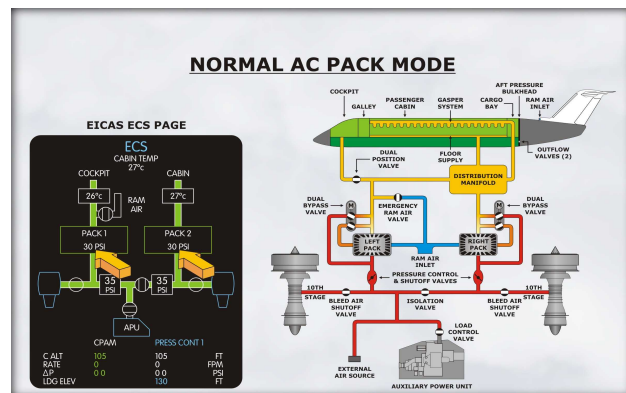 NORMAL AC PACK MODE
EICAS ECS PAGE
ECS
CABIN TEMP
27°c
COCKPIT
CABIN
26°c
27°c
RAM
AIR
PACK 1
30 PSI
PACK 2
30 PSI
35
PSI
35
PSI
APU
CPAM
PRESS CONT 1
C ALT 105 105 FT
RATE 0 0 FPM
ΔP 0 0 0 0 PSI
LDG ELEV 130 FT
COCKPIT
GALLEY
PASSENGER
CABIN
GASPER
SYSTEM
CARGO
BAY
AFT PRESSURE
BULKHEAD
RAM AIR
INLET
DUAL
POSITION
VALVE
FLOOR
SUPPLY
OUTFLOW
VALVES (2)
DISTRIBUTION
MANIFOLD
DUAL
BYPASS
VALVE
M
EMERGENCY
RAM AIR
VALVE
M
DUAL
BYPASS
VALVE
LEFT
PACK
RIGHT
PACK
RAM AIR
INLET
PRESSURE CONTROL
& SHUTOFF VALVES
10TH
STAGE
10TH
STAGE
BLEED AIR
SHUTOFF
VALVE
ISOLATION
VALVE
BLEED AIR
SHUTOFF
VALVE
LOAD
CONTROL
VALVE
EXTERNAL
AIR SOURCE
AUXILIARY POWER UNIT